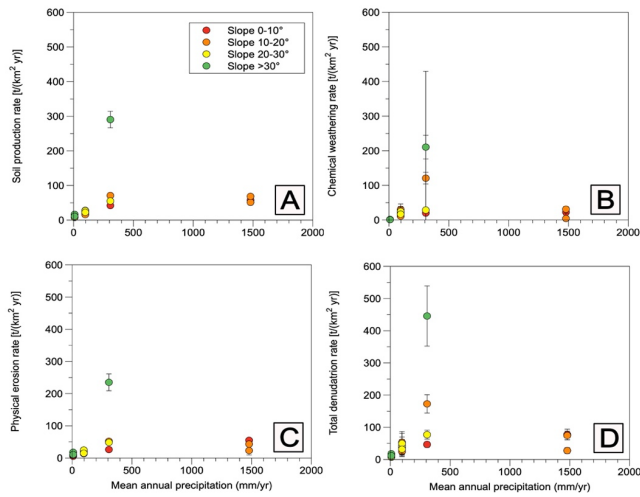 600
500
400
300
200
100
0
Soil production rate [t/(km² yr)]
Slope 0-10°
Slope 10-20°
Slope 20-30°
Slope >30°
A
0 500 1000 1500 2000
600
500
400
300
200
100
0
Chemical weathering rate [t/(km² yr)]
B
0 500 1000 1500 2000
600
500
400
300
200
100
0
Physical erosion rate [t/(km² yr)]
C
0 500 1000 1500 2000
Mean annual precipitation (mm/yr)
600
500
400
300
200
100
0
Total denudatrion rate [t/(km² yr)]
D
0 500 1000 1500 2000
Mean annual precipitation (mm/yr)